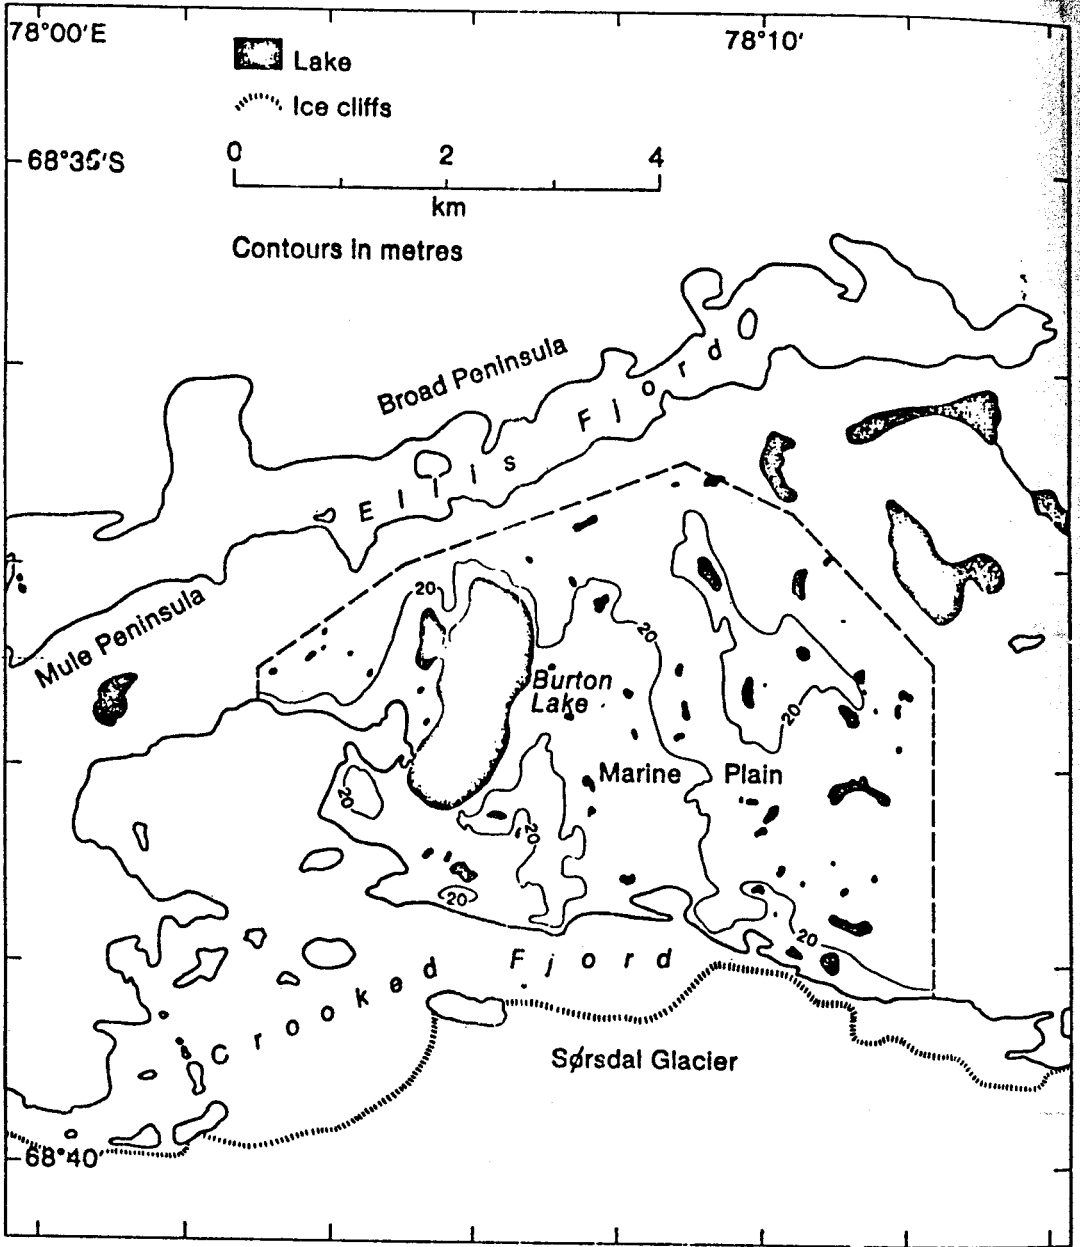 78°00'E
78°10'
Lake
Ice cliffs
68°35'S
0 2 4
km
Contours in metres
Broad Peninsula
Ellis Fjord
Mule Peninsula
20
20
Burton
Lake
20
Marine Plain
20
20
20
20
Crooked Fjord
Sørsdal Glacier
68°40'